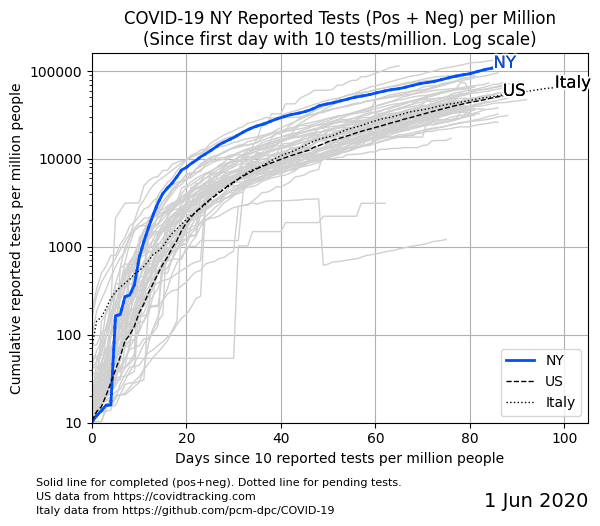 COVID-19 NY Reported Tests (Pos + Neg) per Million
(Since first day with 10 tests/million. Log scale)
Cumulative reported tests per million people
100000
10000
1000
100
10
NY
US
Italy
NY
US
Italy
0
20
40
60
80
100
Days since 10 reported tests per million people
Solid line for completed (pos+neg). Dotted line for pending tests.
US data from https://covidtracking.com
Italy data from https://github.com/pcm-dpc/COVID-19
1 Jun 2020